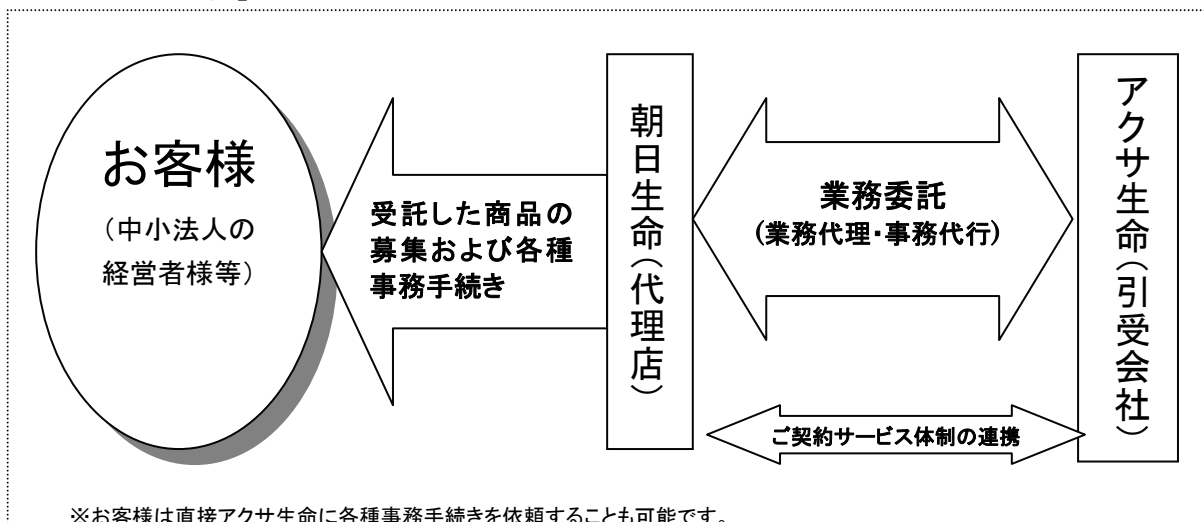 お客様
（中小法人の
経営者様等）
受託した商品の
募集および各種
事務手続き
朝日生命（代理店）
業務委託
(業務代理・事務代行)
ご契約サービス体制の連携
アクサ生命（引受会社）
※お客様は直接アクサ生命に各種事務手続きを依頼することも可能です。